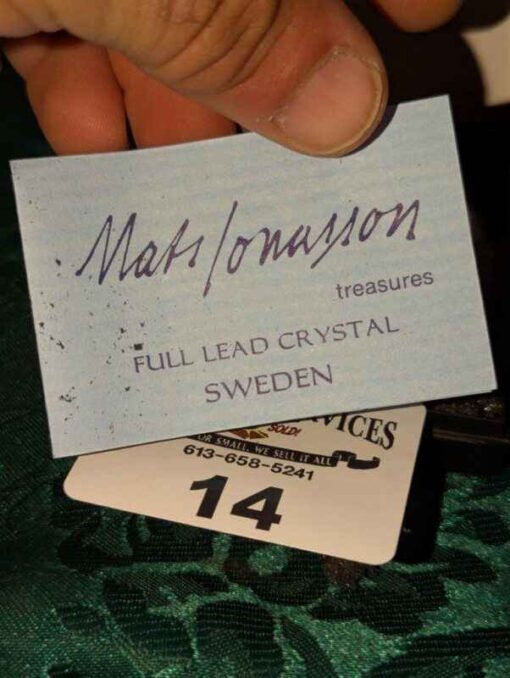 Mats Jonasson
treasures
FULL LEAD CRYSTAL
SWEDEN
VICES
SOLD!
OR SMALL, WE SELL IT ALL
613-658-5241
14